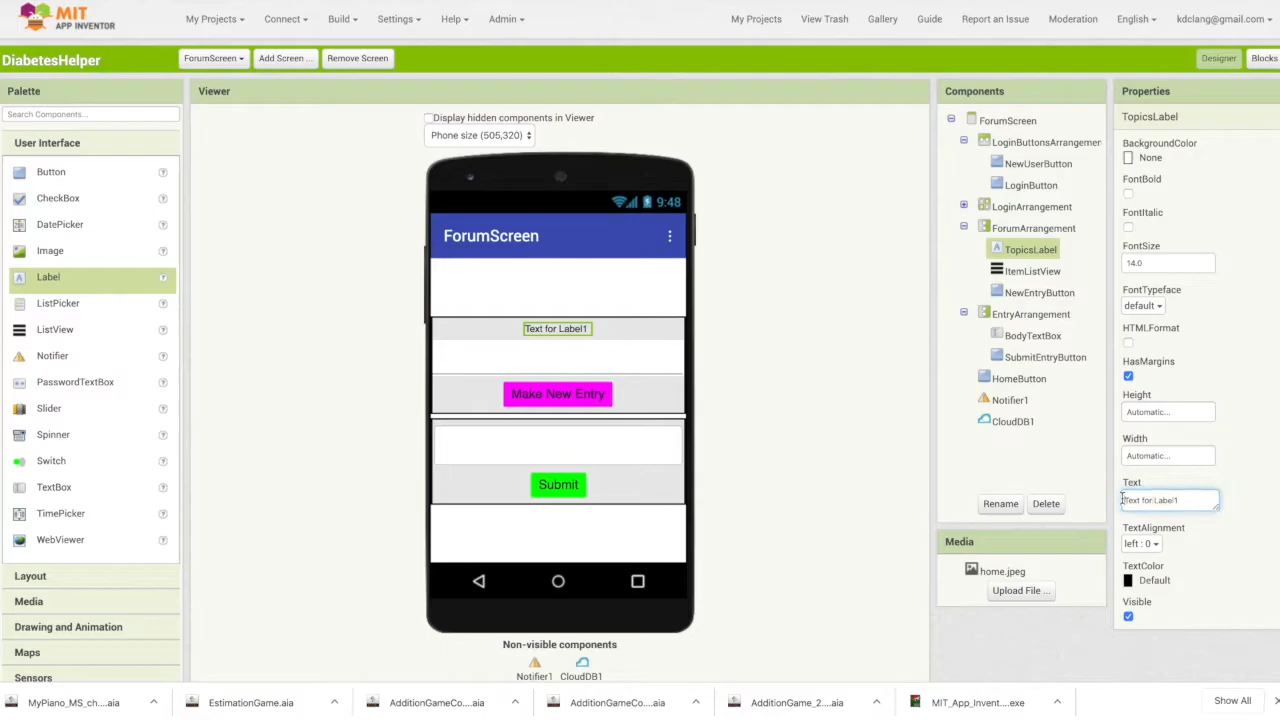 MIT
APP INVENTOR
My Projects
Connect
Build
Settings
Help
Admin
My Projects
View Trash
Gallery
Guide
Report an Issue
Moderation
English
kdclang@gmail.com
DiabetesHelper
ForumScreen
Add Screen ...
Remove Screen
Designer
Blocks
Palette
Search Components...
User Interface
Button
CheckBox
DatePicker
Image
Label
ListPicker
ListView
Notifier
PasswordTextBox
Slider
Spinner
Switch
TextBox
TimePicker
WebViewer
Layout
Media
Drawing and Animation
Maps
Sensors
Viewer
Display hidden components in Viewer
Phone size (505,320)
9:48
ForumScreen
Text for Label1
Make New Entry
Submit
Non-visible components
Notifier1
CloudDB1
Components
ForumScreen
LoginButtonsArrangemen
NewUserButton
LoginButton
LoginArrangement
ForumArrangement
TopicsLabel
ItemListView
NewEntryButton
EntryArrangement
BodyTextBox
SubmitEntryButton
HomeButton
Notifier1
CloudDB1
Rename
Delete
Media
home.jpeg
Upload File ...
Properties
TopicsLabel
BackgroundColor
None
FontBold
FontItalic
FontSize
14.0
FontTypeface
default
HTMLFormat
HasMargins
Height
Automatic...
Width
Automatic...
Text
Text for Label1
TextAlignment
left : 0
TextColor
Default
Visible
MyPiano_MS_ch....aia
EstimationGame.aia
AdditionGameCo....aia
AdditionGameCo....aia
AdditionGame_2....aia
MIT_App_Invent....exe
Show All